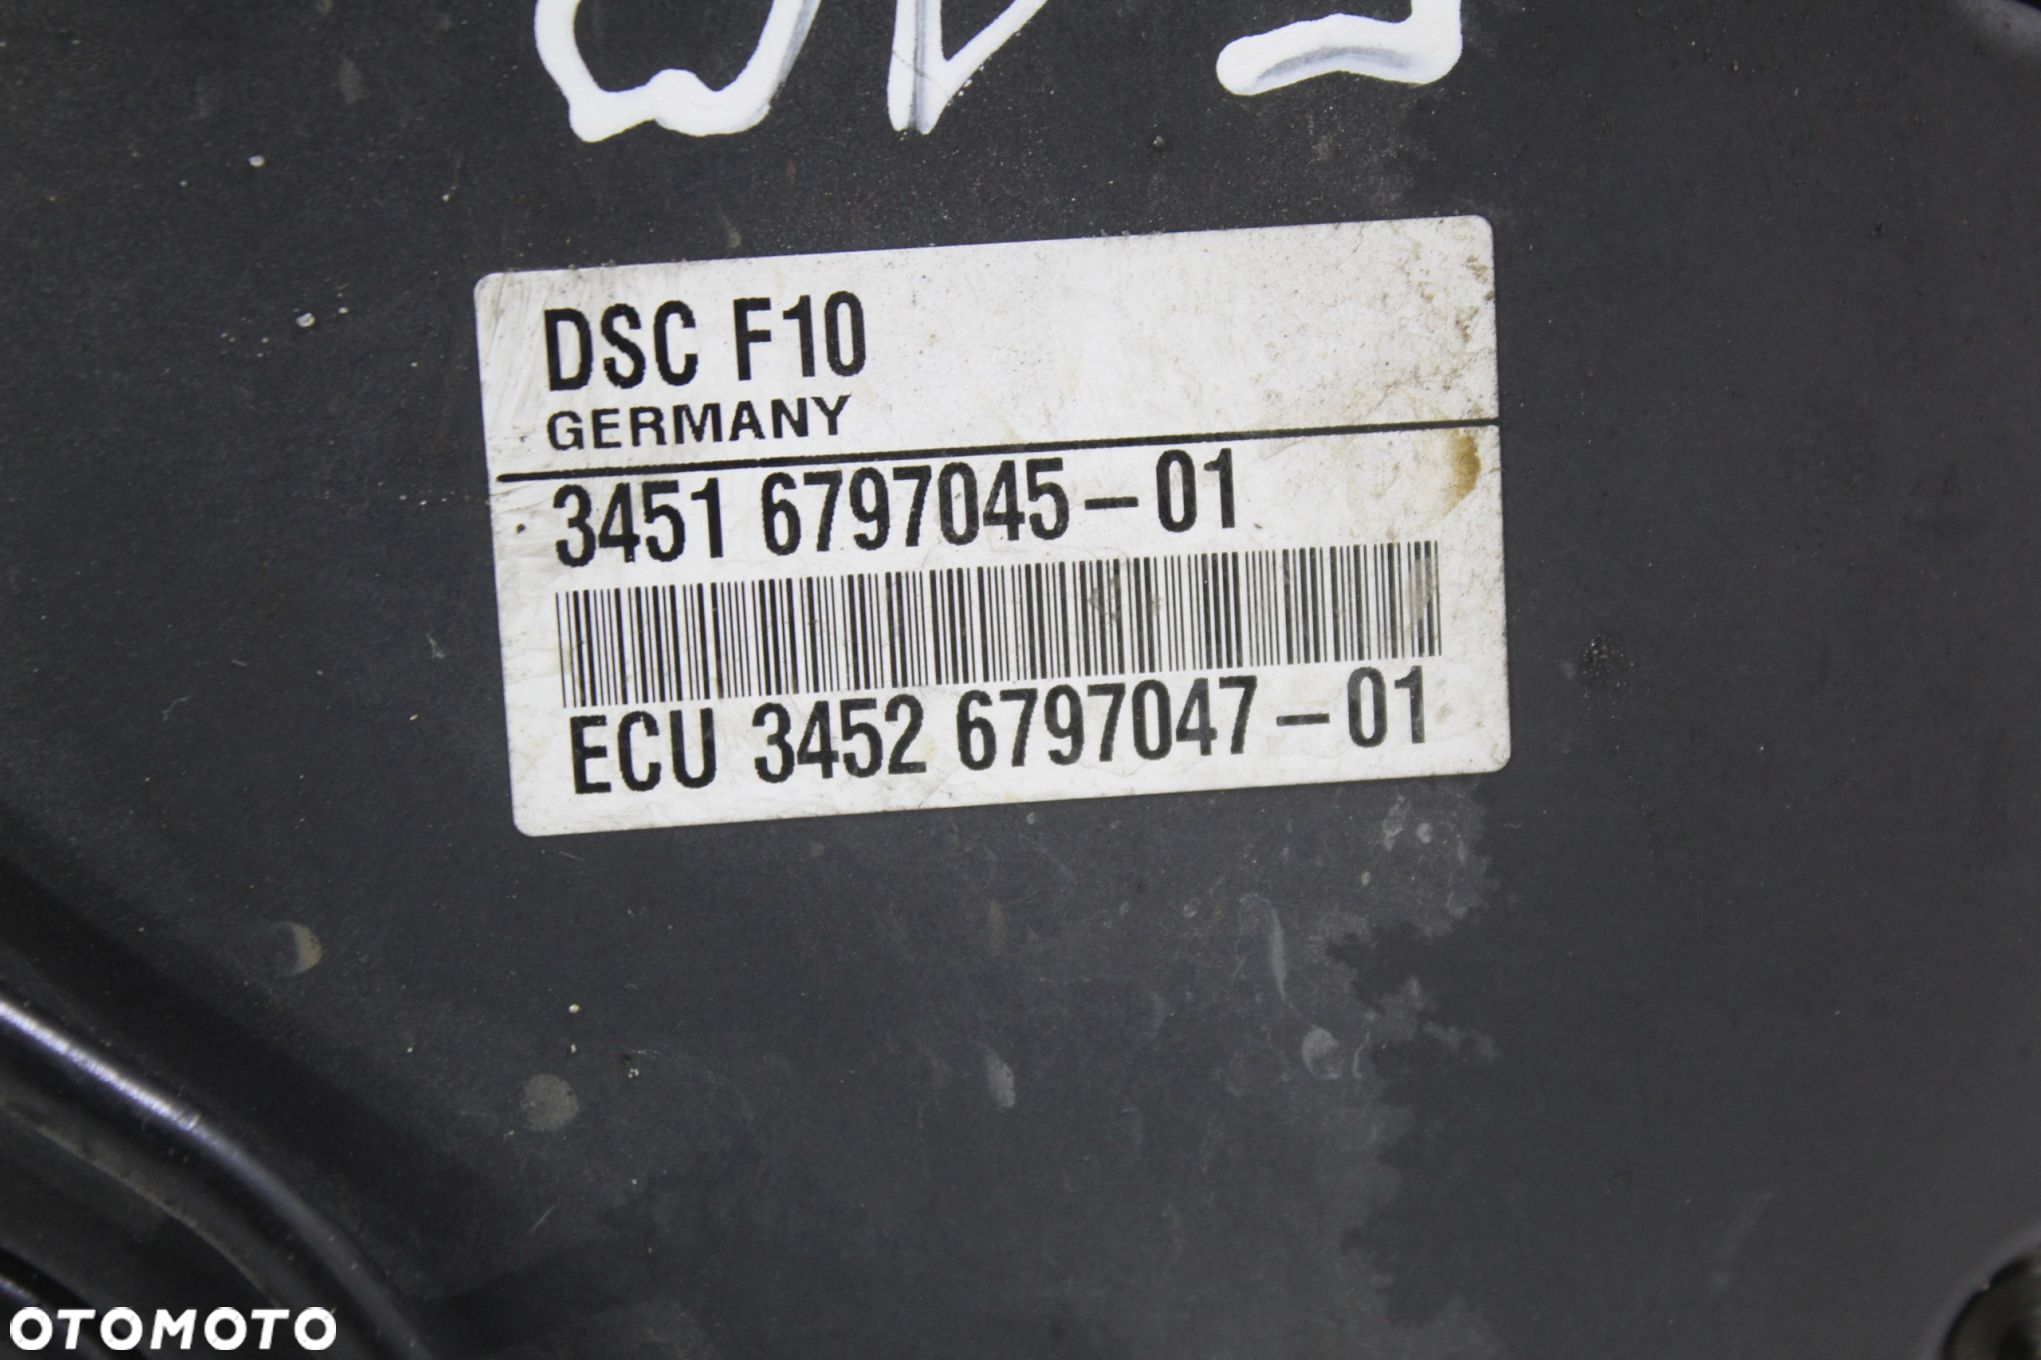 DSC F10
GERMANY
3451 6797045-01
ECU 3452 6797047-01
OTOMOTO